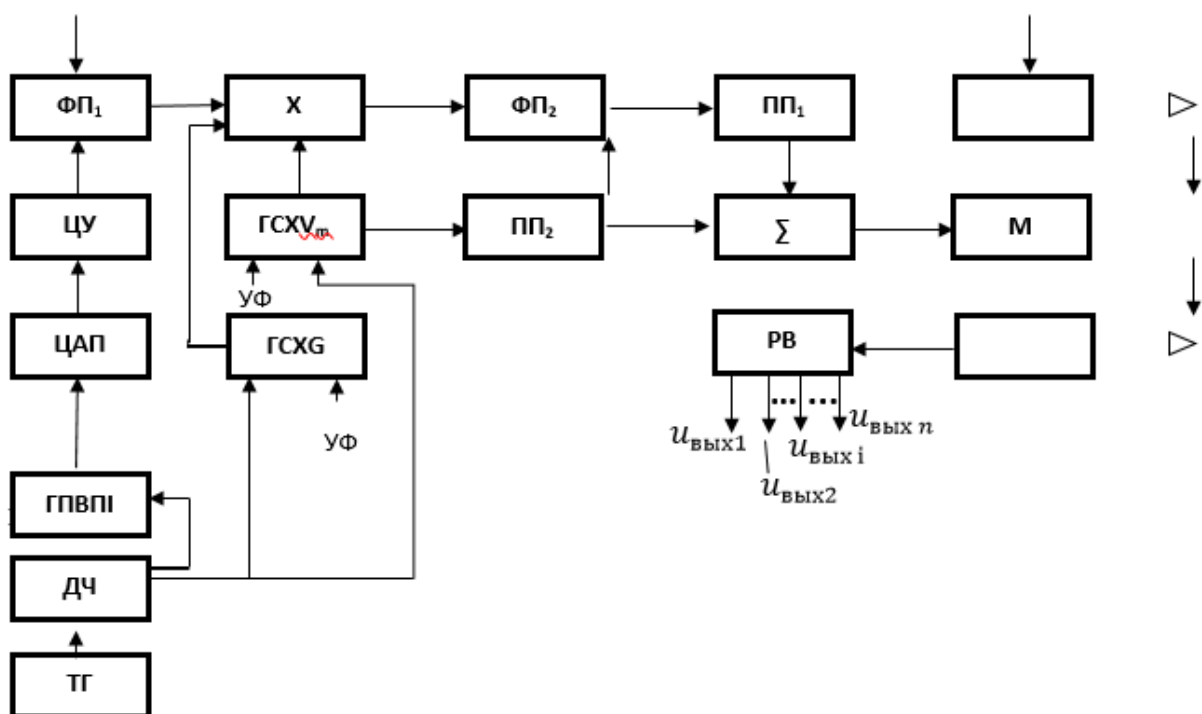 ФП₁
Х
ФП₂
ПП₁
ЦУ
ГСХVₘ
ПП₂
∑
М
УФ
ЦАП
ГСХG
РВ
УФ
... ...
uвых1
uвых i
uвых n
uвых2
ГПВПІ
ДЧ
ТГ